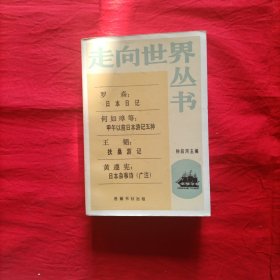 走向世界
丛书
罗森：
日本日记
何如璋等：
甲午以前日本游记五种
王韬：
扶桑游记
黄遵宪：
日本杂事诗（广注）
钟叔河主编
岳麓书社出版